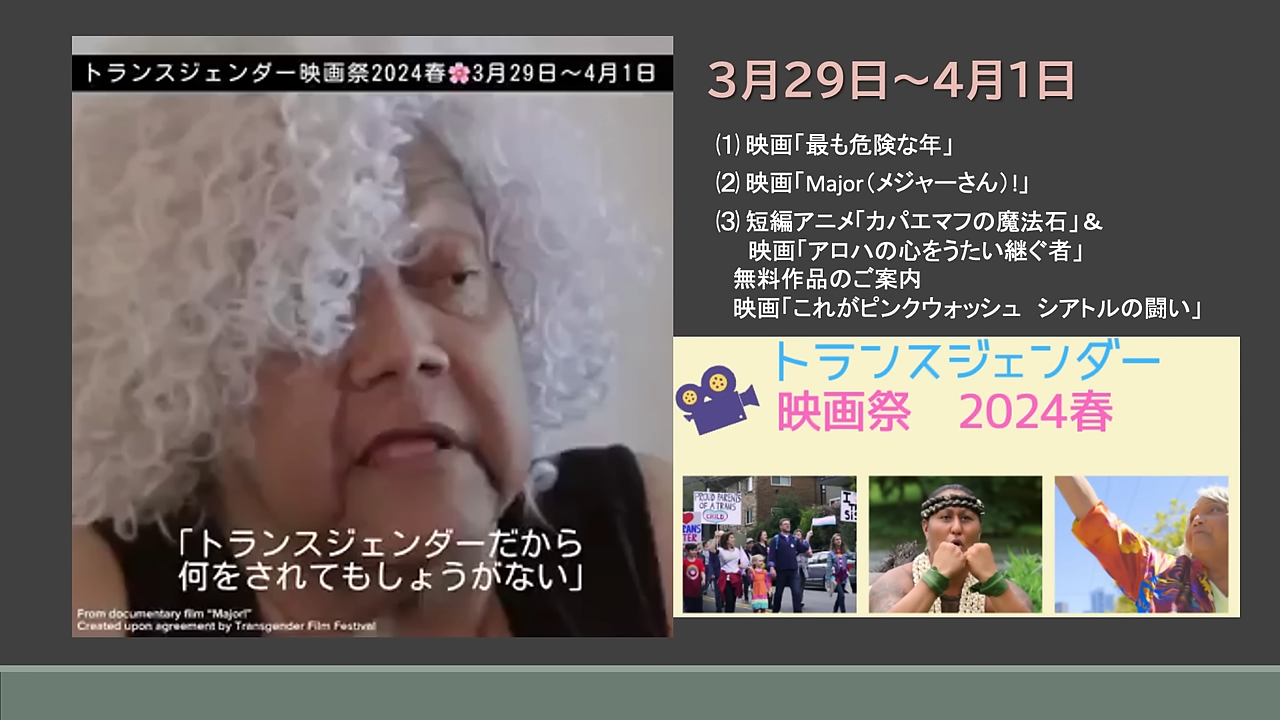 トランスジェンダー映画祭2024春🌸3月29日～4月1日
「トランスジェンダーだから
何をされてもしょうがない」
From documentary film "Major!"
Created upon agreement by Transgender Film Festival
3月29日～4月1日
⑴ 映画「最も危険な年」
⑵ 映画「Major（メジャーさん）！」
⑶ 短編アニメ「カパエマフの魔法石」＆
映画「アロハの心をうたい継ぐ者」
無料作品のご案内
映画「これがピンクウォッシュ　シアトルの闘い」
トランスジェンダー
映画祭　2024春
PROUD PARENTS
OF A TRANS
CHILD